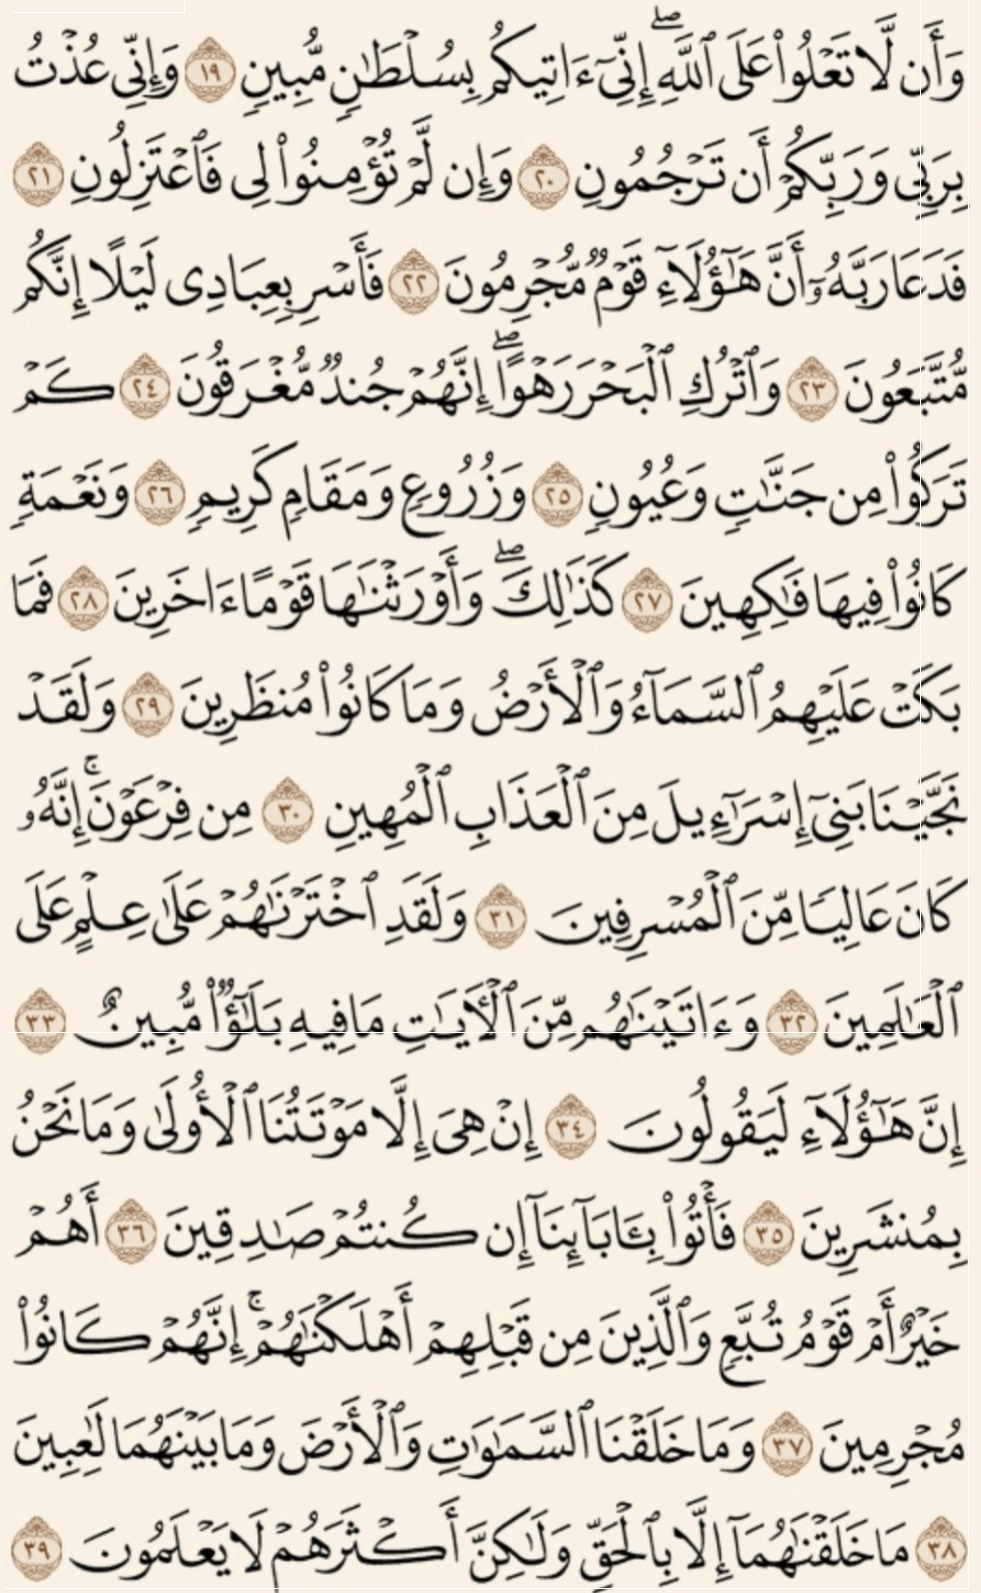 وَأَن لَّا تَعۡلُواْ عَلَى ٱللَّهِۖ إِنِّيٓ ءَاتِيكُم بِسُلۡطَٰنٖ مُّبِينٖ ١٩ وَإِنِّي عُذۡتُ
بِرَبِّي وَرَبِّكُمۡ أَن تَرۡجُمُونِ ٢٠ وَإِن لَّمۡ تُؤۡمِنُواْ لِي فَٱعۡتَزِلُونِ ٢١
فَدَعَا رَبَّهُۥٓ أَنَّ هَٰٓؤُلَآءِ قَوۡمٞ مُّجۡرِمُونَ ٢٢ فَأَسۡرِ بِعِبَادِي لَيۡلًا إِنَّكُم
مُّتَّبَعُونَ ٢٣ وَٱتۡرُكِ ٱلۡبَحۡرَ رَهۡوًاۖ إِنَّهُمۡ جُندٞ مُّغۡرَقُونَ ٢٤ كَمۡ
تَرَكُواْ مِن جَنَّٰتٖ وَعُيُونٖ ٢٥ وَزُرُوعٖ وَمَقَامٖ كَرِيمٖ ٢٦ وَنَعۡمَةٖ
كَانُواْ فِيهَا فَٰكِهِينَ ٢٧ كَذَٰلِكَۖ وَأَوۡرَثۡنَٰهَا قَوۡمًا ءَاخَرِينَ ٢٨ فَمَا
بَكَتۡ عَلَيۡهِمُ ٱلسَّمَآءُ وَٱلۡأَرۡضُ وَمَا كَانُواْ مُنظَرِينَ ٢٩ وَلَقَدۡ
نَجَّيۡنَا بَنِيٓ إِسۡرَٰٓءِيلَ مِنَ ٱلۡعَذَابِ ٱلۡمُهِينِ ٣٠ مِن فِرۡعَوۡنَۚ إِنَّهُۥ
كَانَ عَالِيٗا مِّنَ ٱلۡمُسۡرِفِينَ ٣١ وَلَقَدِ ٱخۡتَرۡنَٰهُمۡ عَلَىٰ عِلۡمٍ عَلَى
ٱلۡعَٰلَمِينَ ٣٢ وَءَاتَيۡنَٰهُم مِّنَ ٱلۡأٓيَٰتِ مَا فِيهِ بَلَٰٓؤٞاْ مُّبِينٌ ٣٣
إِنَّ هَٰٓؤُلَآءِ لَيَقُولُونَ ٣٤ إِنۡ هِيَ إِلَّا مَوۡتَتُنَا ٱلۡأُولَىٰ وَمَا نَحۡنُ
بِمُنشَرِينَ ٣٥ فَأۡتُواْ بِـَٔابَآئِنَآ إِن كُنتُمۡ صَٰدِقِينَ ٣٦ أَهُمۡ
خَيۡرٌ أَمۡ قَوۡمُ تُبَّعٖ وَٱلَّذِينَ مِن قَبۡلِهِمۡ أَهۡلَكۡنَٰهُمۡۚ إِنَّهُمۡ كَانُواْ
مُجۡرِمِينَ ٣٧ وَمَا خَلَقۡنَا ٱلسَّمَٰوَٰتِ وَٱلۡأَرۡضَ وَمَا بَيۡنَهُمَا لَٰعِبِينَ
٣٨ مَا خَلَقۡنَٰهُمَآ إِلَّا بِٱلۡحَقِّ وَلَٰكِنَّ أَكۡثَرَهُمۡ لَا يَعۡلَمُونَ ٣٩